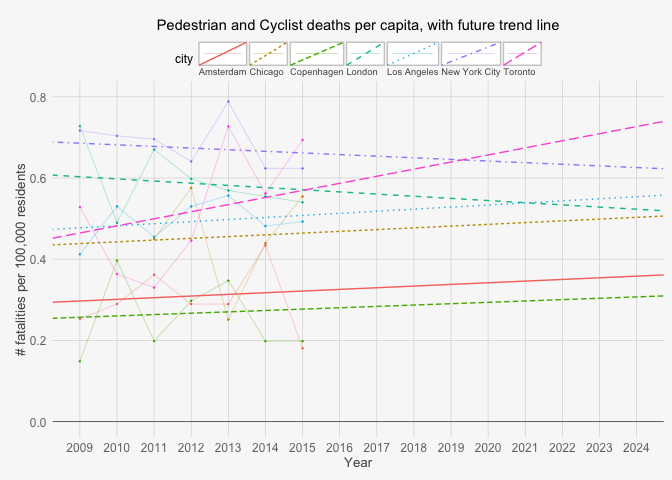 Pedestrian and Cyclist deaths per capita, with future trend line
city
Amsterdam Chicago Copenhagen London Los Angeles New York City Toronto
# fatalities per 100,000 residents
0.8
0.6
0.4
0.2
0.0
2009 2010 2011 2012 2013 2014 2015 2016 2017 2018 2019 2020 2021 2022 2023 2024
Year